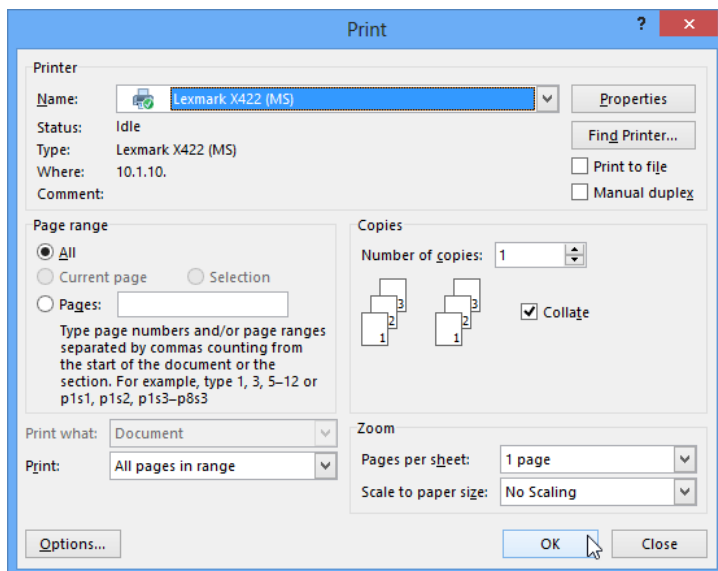 Print
?
Printer
Name: Lexmark X422 (MS)
Properties
Status: Idle
Find Printer...
Type: Lexmark X422 (MS)
Where: 10.1.10.
Print to file
Comment:
Manual duplex
Page range
All
Current page Selection
Pages:
Type page numbers and/or page ranges
separated by commas counting from
the start of the document or the
section. For example, type 1, 3, 5–12 or
p1s1, p1s2, p1s3–p8s3
Copies
Number of copies: 1
3 3
2 2
1 1
Collate
Print what: Document
Print: All pages in range
Zoom
Pages per sheet: 1 page
Scale to paper size: No Scaling
Options...
OK
Close